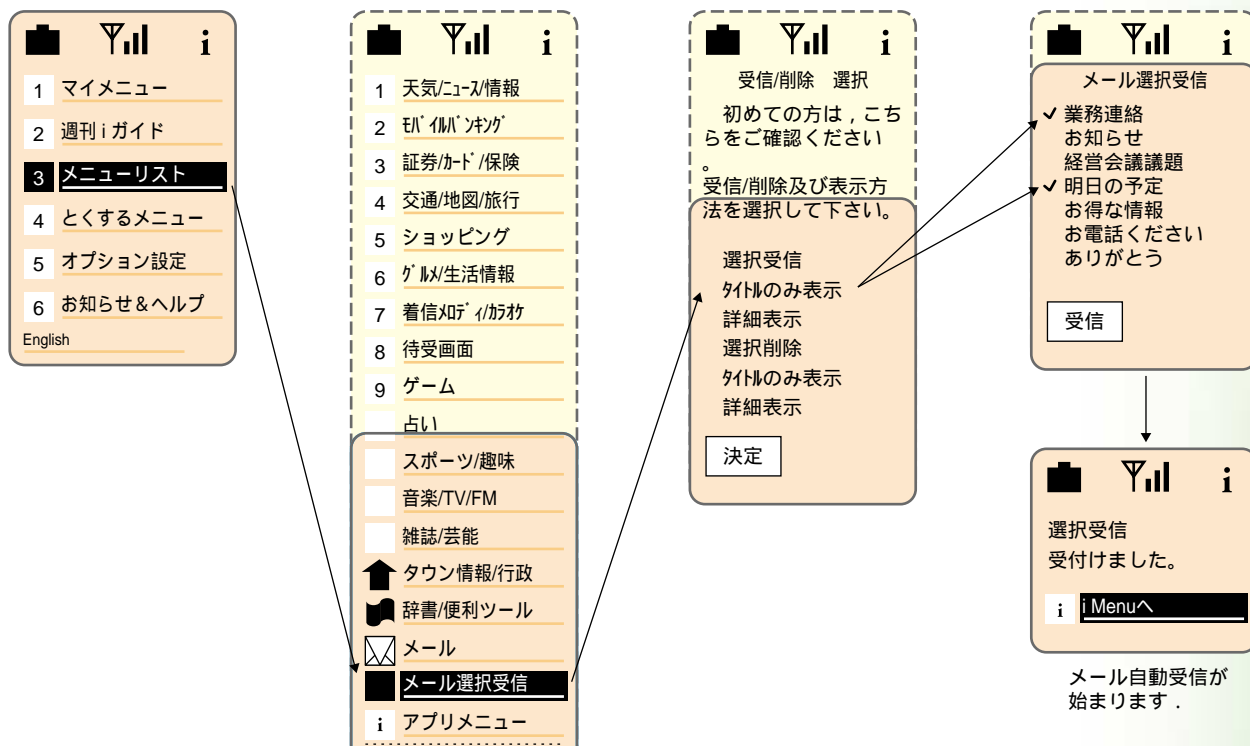 i
1 マイメニュー
2 週刊ｉガイド
3 メニューリスト
4 とくするメニュー
5 オプション設定
6 お知らせ＆ヘルプ
English
i
1 天気/ﾆｭｰｽ/情報
2 ﾓﾊﾞｲﾙﾊﾞﾝｷﾝｸﾞ
3 証券/ｶｰﾄﾞ/保険
4 交通/地図/旅行
5 ショッピング
6 ｸﾞﾙﾒ/生活情報
7 着信ﾒﾛﾃﾞｨ/ｶﾗｵｹ
8 待受画面
9 ゲーム
占い
スポーツ/趣味
音楽/TV/FM
雑誌/芸能
タウン情報/行政
辞書/便利ツール
メール
メール選択受信
i アプリメニュー
i
受信/削除　選択
初めての方は，こち
らをご確認ください
。
受信/削除及び表示方
法を選択して下さい。
選択受信
ﾀｲﾄﾙのみ表示
詳細表示
選択削除
ﾀｲﾄﾙのみ表示
詳細表示
決定
i
メール選択受信
✓ 業務連絡
お知らせ
経営会議議題
✓ 明日の予定
お得な情報
お電話ください
ありがとう
受信
i
選択受信
受付けました。
i i Menuへ
メール自動受信が
始まります．